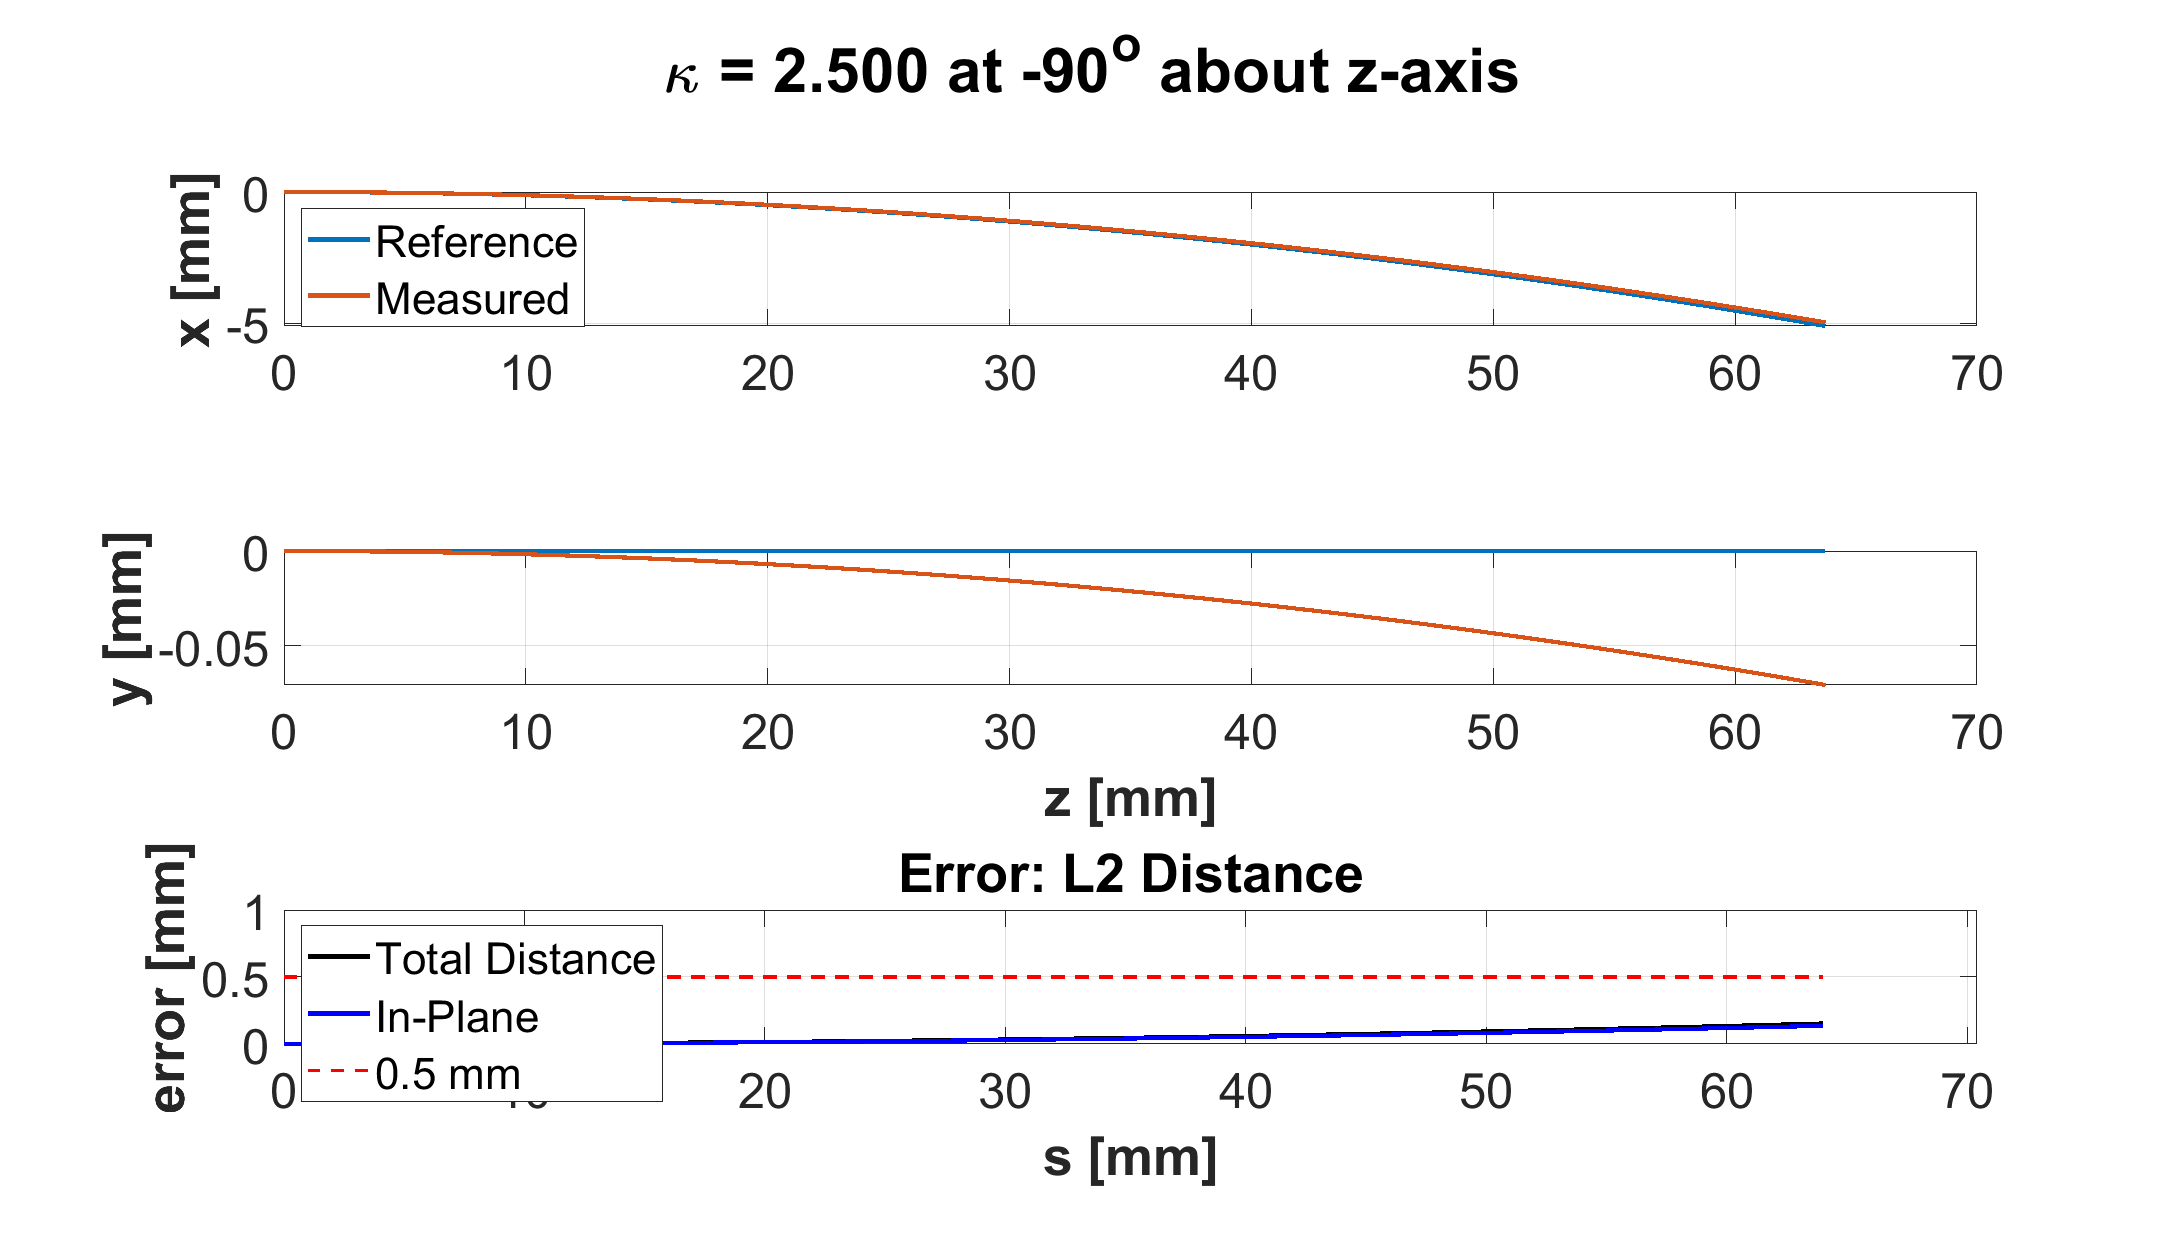 κ = 2.500 at -90° about z-axis
x [mm]
0
-5
Reference
Measured
0 10 20 30 40 50 60 70
y [mm]
0
-0.05
0 10 20 30 40 50 60 70
z [mm]
Error: L2 Distance
error [mm]
1
0.5
0
Total Distance
In-Plane
0.5 mm
0 20 30 40 50 60 70
s [mm]